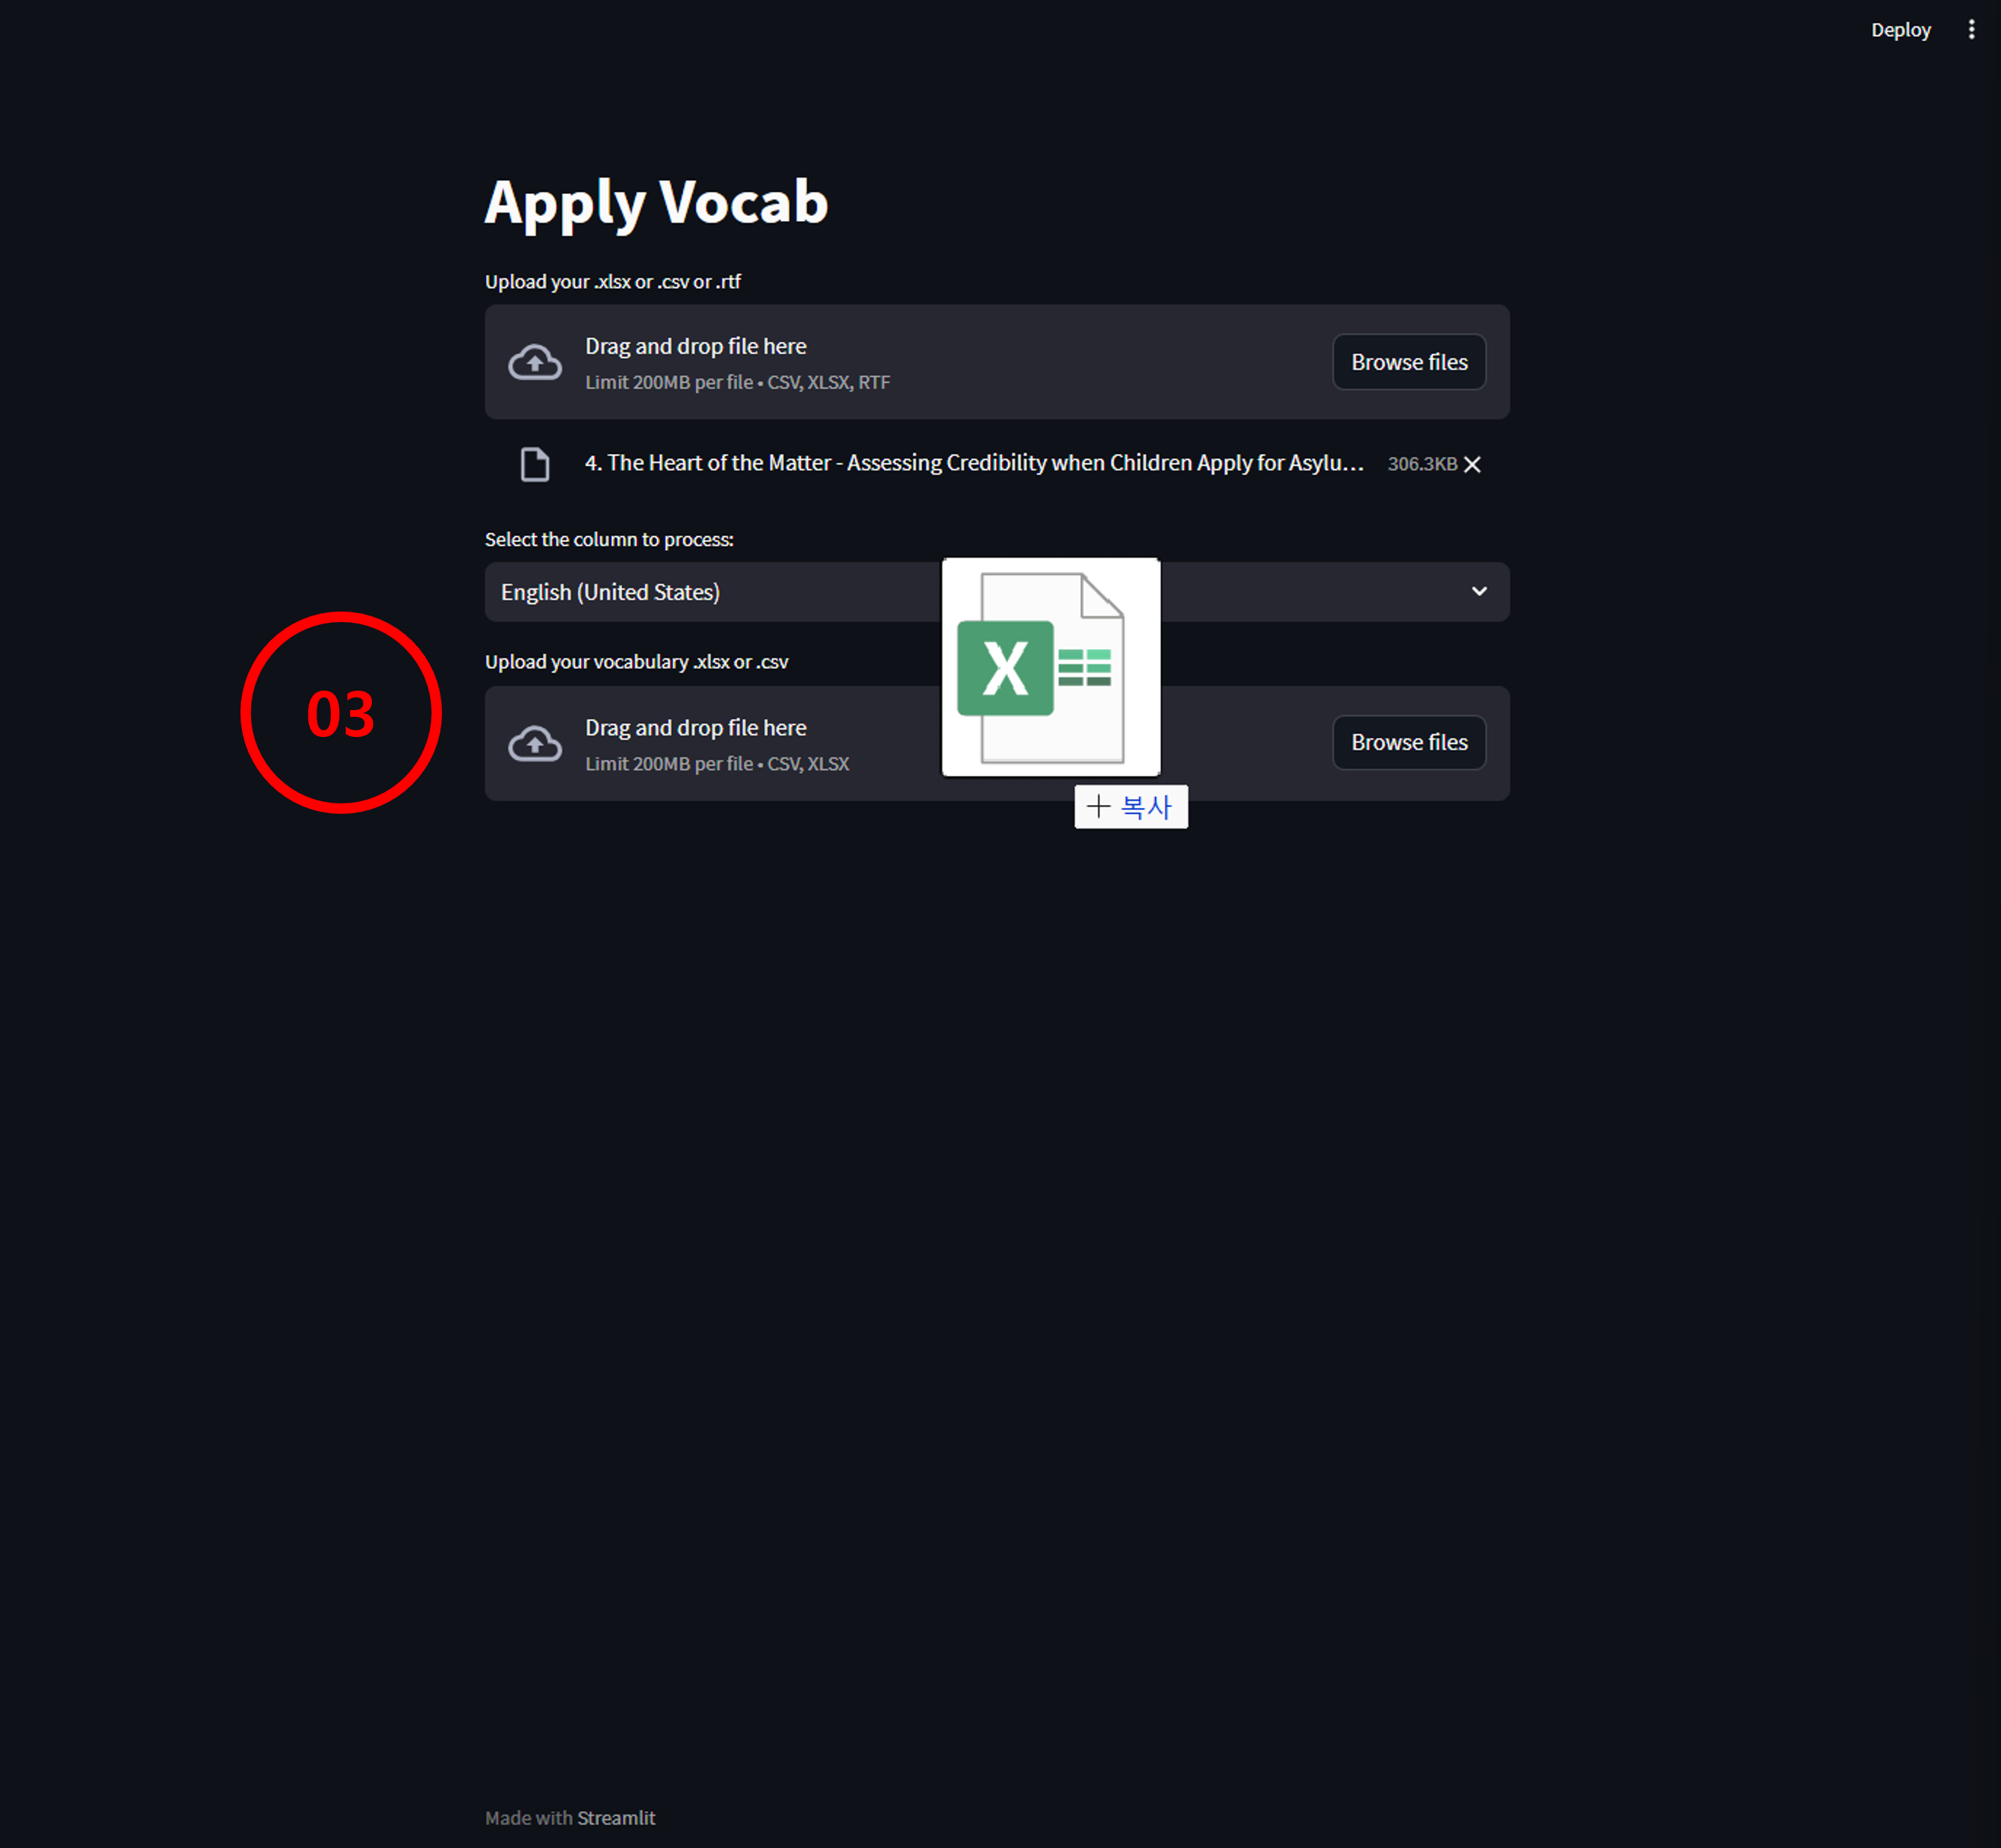 Deploy
Apply Vocab
Upload your .xlsx or .csv or .rtf
Drag and drop file here
Limit 200MB per file • CSV, XLSX, RTF
Browse files
4. The Heart of the Matter - Assessing Credibility when Children Apply for Asylu... 306.3KB
Select the column to process:
English (United States)
03
Upload your vocabulary .xlsx or .csv
Drag and drop file here
Limit 200MB per file • CSV, XLSX
Browse files
X
+ 복사
Made with Streamlit